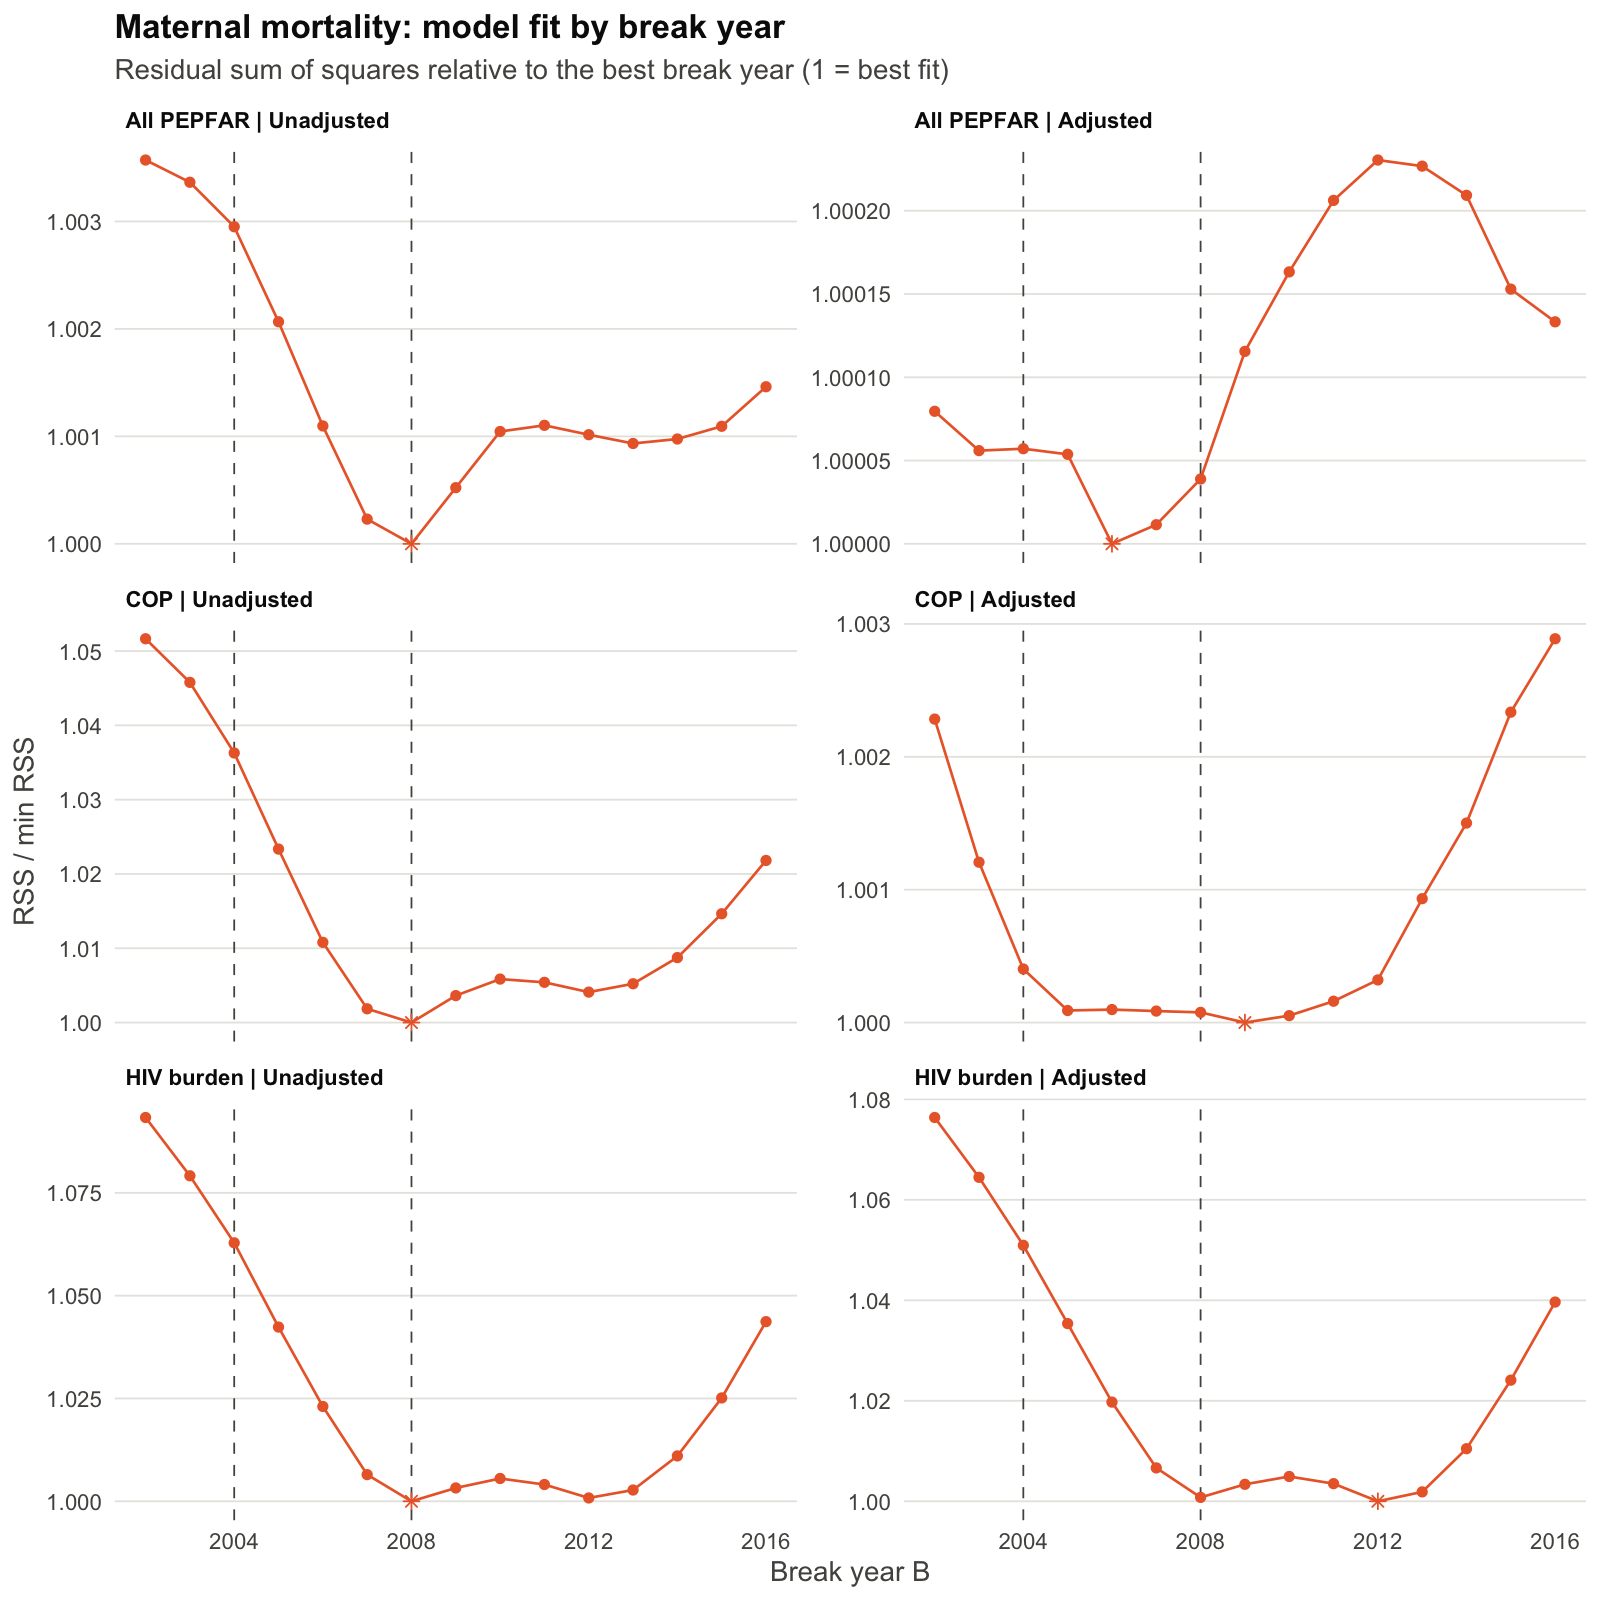 Maternal mortality: model fit by break year
Residual sum of squares relative to the best break year (1 = best fit)
All PEPFAR | Unadjusted
1.003
1.002
1.001
1.000
All PEPFAR | Adjusted
1.00020
1.00015
1.00010
1.00005
1.00000
COP | Unadjusted
1.05
1.04
1.03
1.02
1.01
1.00
COP | Adjusted
1.003
1.002
1.001
1.000
RSS / min RSS
HIV burden | Unadjusted
1.075
1.050
1.025
1.000
HIV burden | Adjusted
1.08
1.06
1.04
1.02
1.00
2004 2008 2012 2016
2004 2008 2012 2016
Break year B